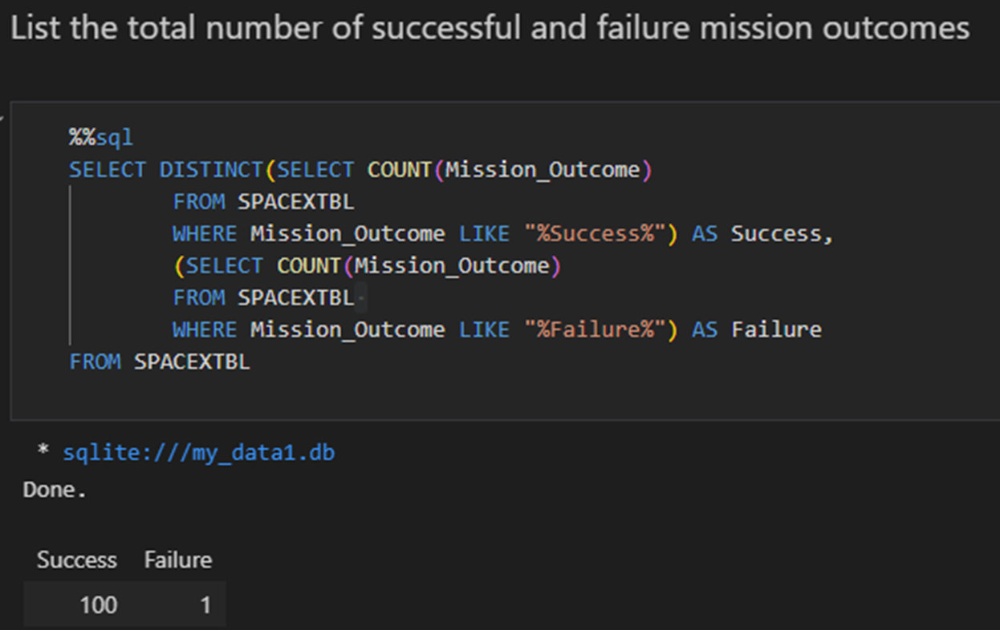 List the total number of successful and failure mission outcomes
%%sql
SELECT DISTINCT(SELECT COUNT(Mission_Outcome)
FROM SPACEXTBL
WHERE Mission_Outcome LIKE "%Success%") AS Success,
(SELECT COUNT(Mission_Outcome)
FROM SPACEXTBL
WHERE Mission_Outcome LIKE "%Failure%") AS Failure
FROM SPACEXTBL
* sqlite:///my_data1.db
Done.
Success Failure
100 1